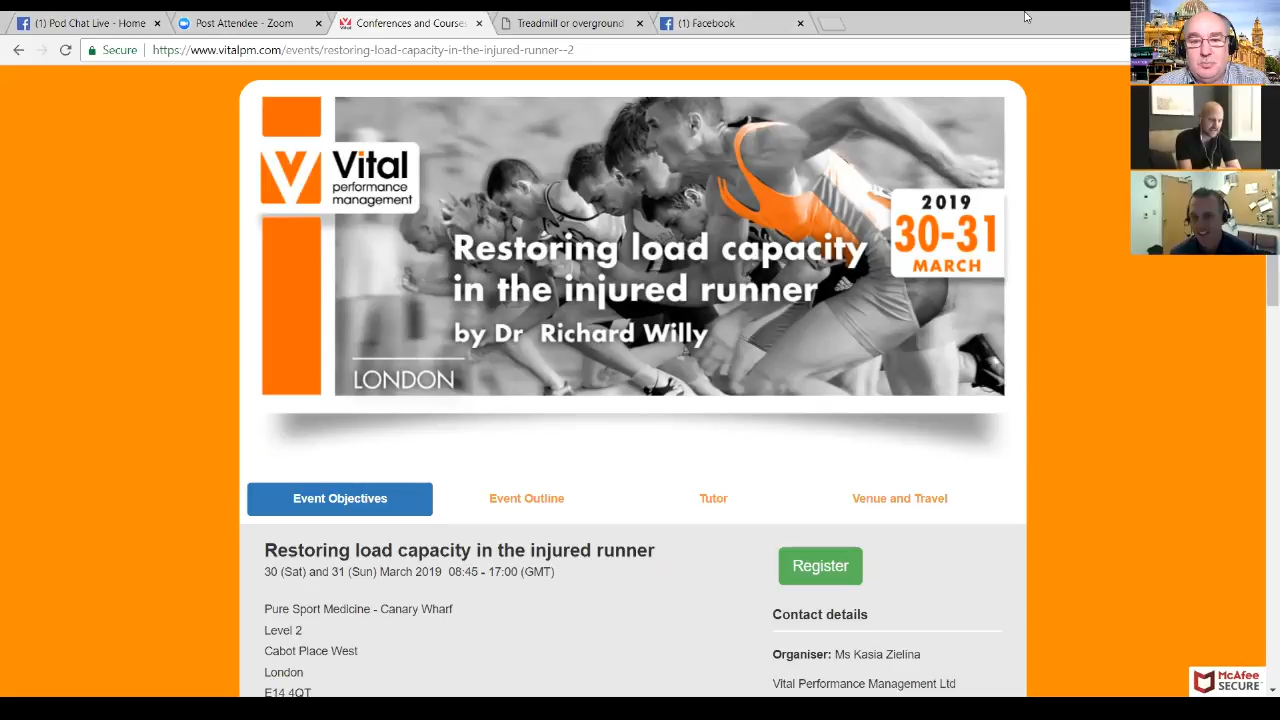 (1) Pod Chat Live - Home
Post Attendee - Zoom
Conferences and Courses
Treadmill or overground
(1) Facebook
Secure
https://www.vitalpm.com/events/restoring-load-capacity-in-the-injured-runner--2
Vital
performance
management
2019
30-31
MARCH
Restoring load capacity
in the injured runner
by Dr Richard Willy
LONDON
Event Objectives
Event Outline
Tutor
Venue and Travel
Restoring load capacity in the injured runner
30 (Sat) and 31 (Sun) March 2019 08:45 - 17:00 (GMT)
Register
Pure Sport Medicine - Canary Wharf
Contact details
Level 2
Cabot Place West
Organiser: Ms Kasia Zielina
London
Vital Performance Management Ltd
E14 4QT
McAfee
SECURE